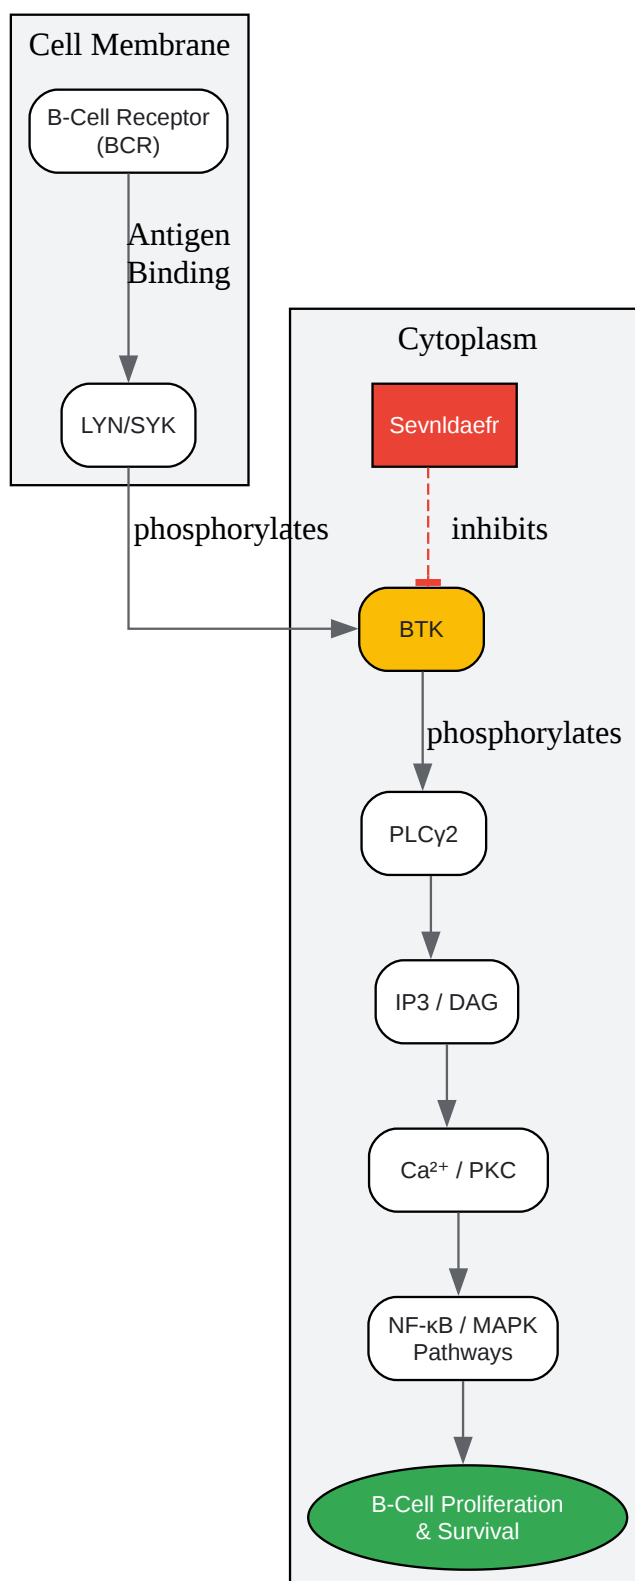 Cell Membrane
B-Cell Receptor
(BCR)
Antigen
Binding
Cytoplasm
LYN/SYK
Sevnldaefr
phosphorylates
inhibits
BTK
phosphorylates
PLCγ2
IP3 / DAG
Ca²⁺ / PKC
NF-κB / MAPK
Pathways
B-Cell Proliferation
& Survival